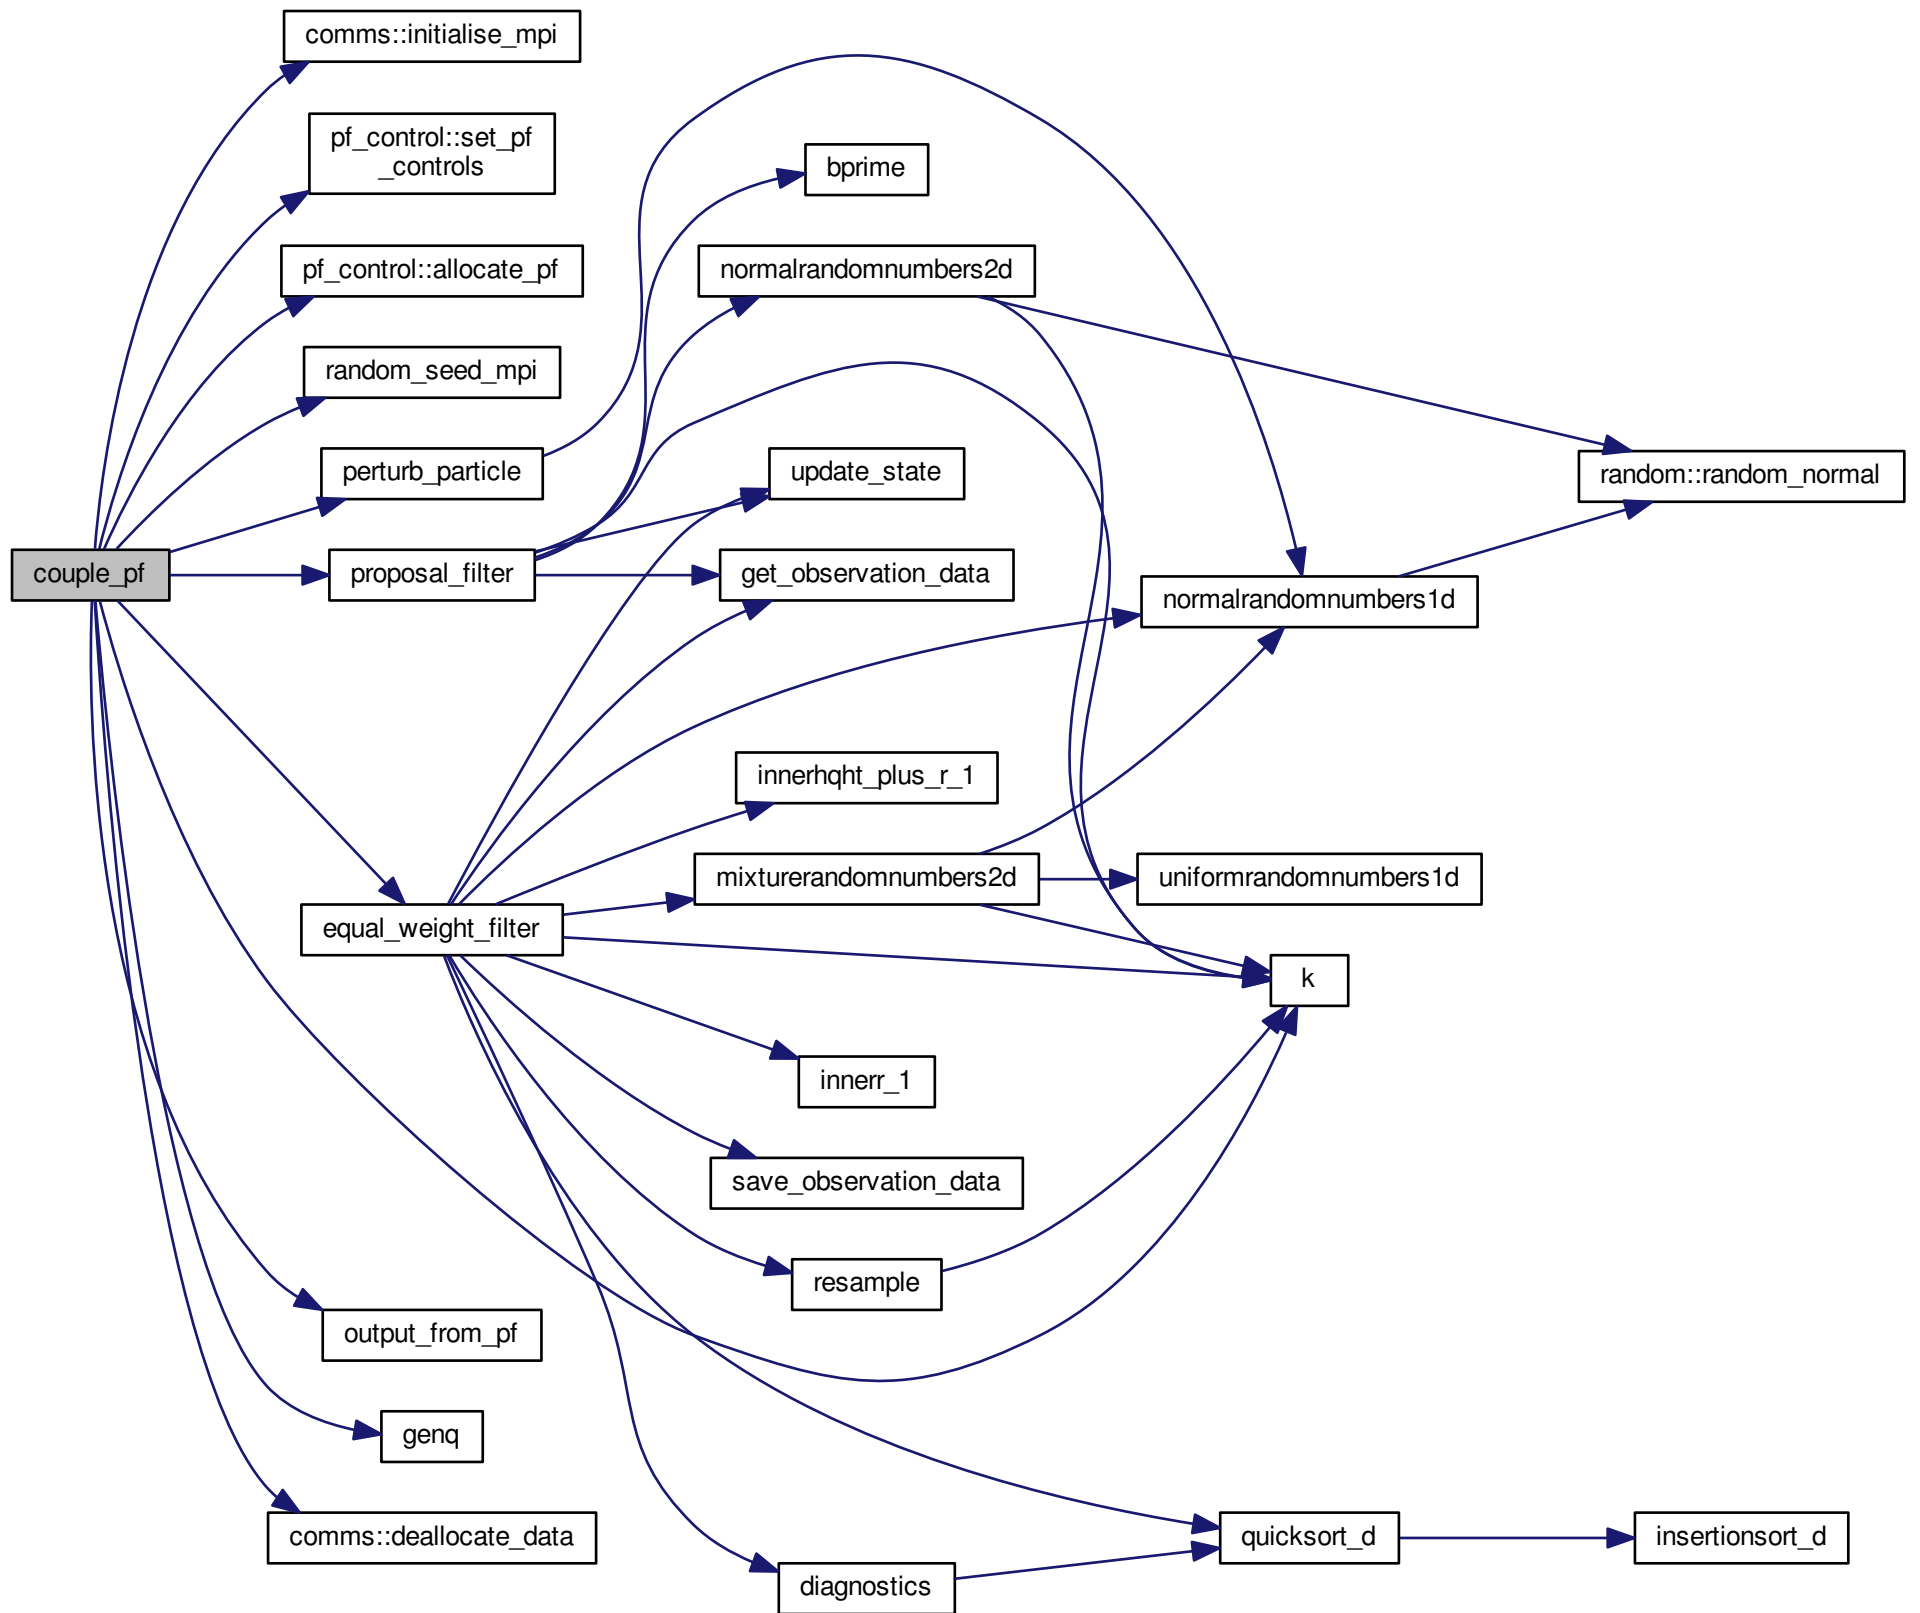 comms::initialise_mpi
pf_control::set_pf
_controls
bprime
pf_control::allocate_pf
normalrandomnumbers2d
random_seed_mpi
perturb_particle
update_state
random::random_normal
couple_pf
proposal_filter
get_observation_data
normalrandomnumbers1d
innerhqht_plus_r_1
mixturerandomnumbers2d
uniformrandomnumbers1d
equal_weight_filter
k
innerr_1
save_observation_data
resample
output_from_pf
genq
comms::deallocate_data
quicksort_d
insertionsort_d
diagnostics